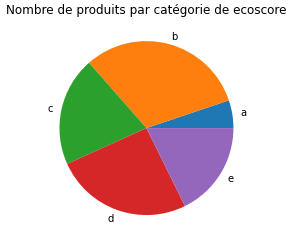 Nombre de produits par catégorie de ecoscore
b
a
c
e
d